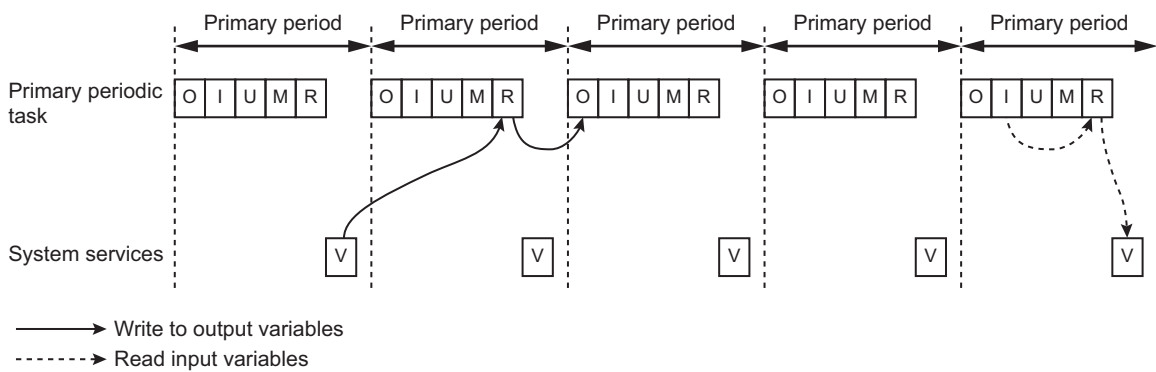 Primary period Primary period Primary period Primary period Primary period
Primary periodic
task
O I U M R O I U M R O I U M R O I U M R O I U M R
System services
V V V V V
Write to output variables
Read input variables